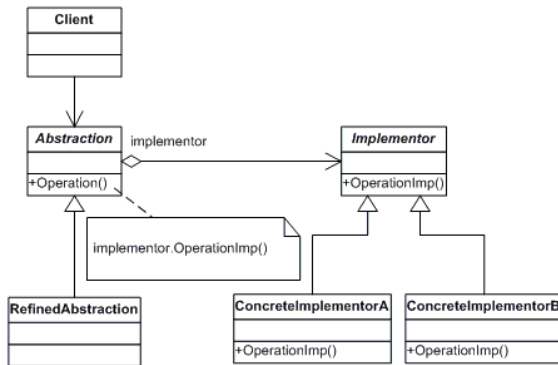 Client
Abstraction
implementor
Implementor
+Operation()
+OperationImp()
implementor.OperationImp()
RefinedAbstraction
ConcreteImplementorA
ConcreteImplementorB
+OperationImp()
+OperationImp()